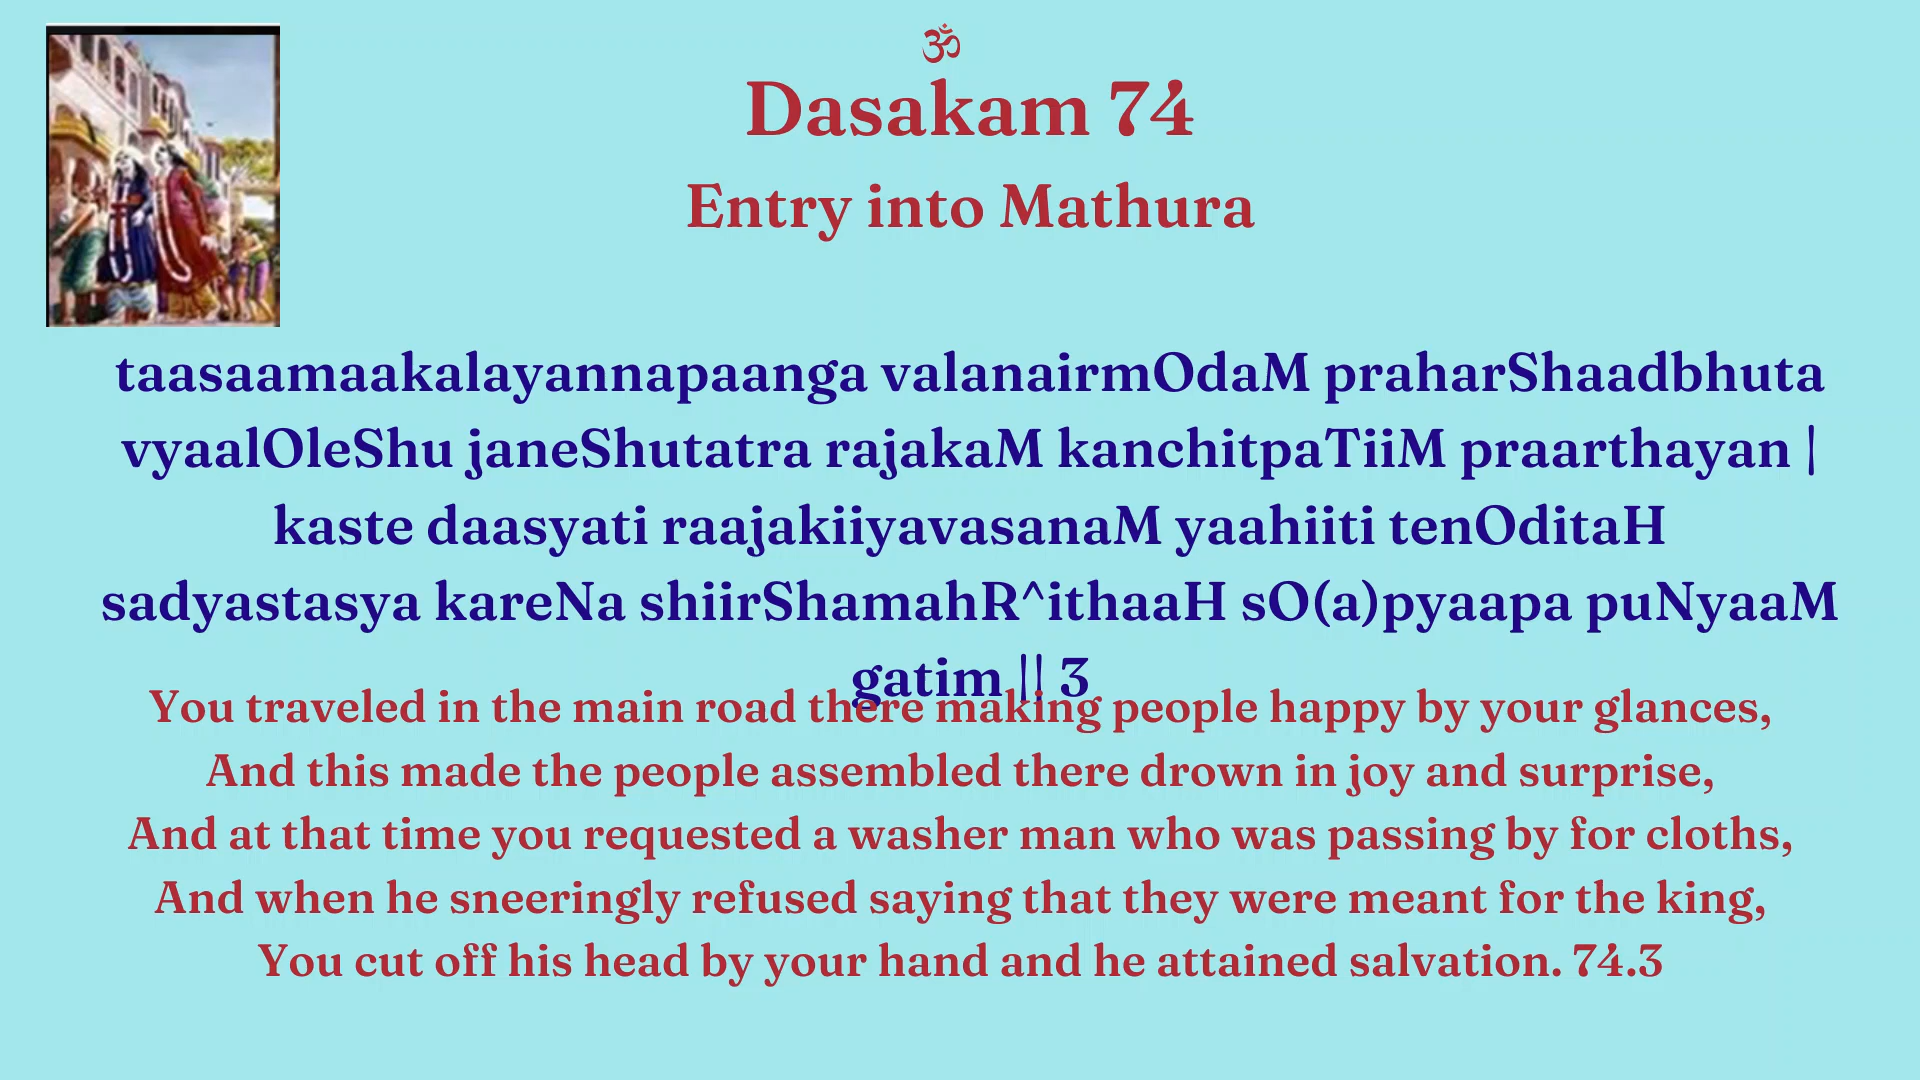 ॐ
Dasakam 74
Entry into Mathura
taasaamaakalayannapaanga valanairmOdaM praharShaadbhuta
vyaalOleShu janeShutatra rajakaM kanchitpaTiiM praarthayan |
kaste daasyati raajakiiyavasanaM yaahiiti tenOditaH
sadyastasya kareNa shiirShamahR^ithaaH sO(a)pyaapa puNyaaM
gatim || 3
You traveled in the main road there making people happy by your glances,
And this made the people assembled there drown in joy and surprise,
And at that time you requested a washer man who was passing by for cloths,
And when he sneeringly refused saying that they were meant for the king,
You cut off his head by your hand and he attained salvation. 74.3